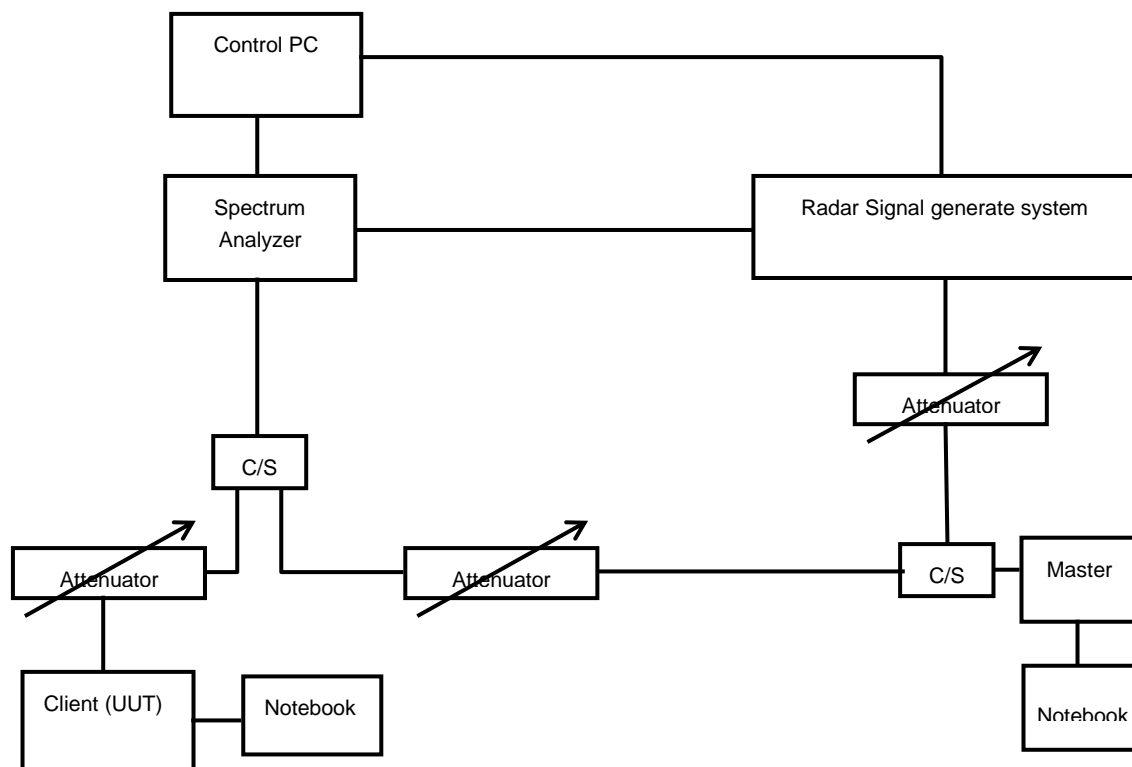 Control PC
Spectrum
Analyzer
Radar Signal generate system
Attenuator
C/S
Attenuator
Attenuator
C/S
Master
Client (UUT)
Notebook
Notebook